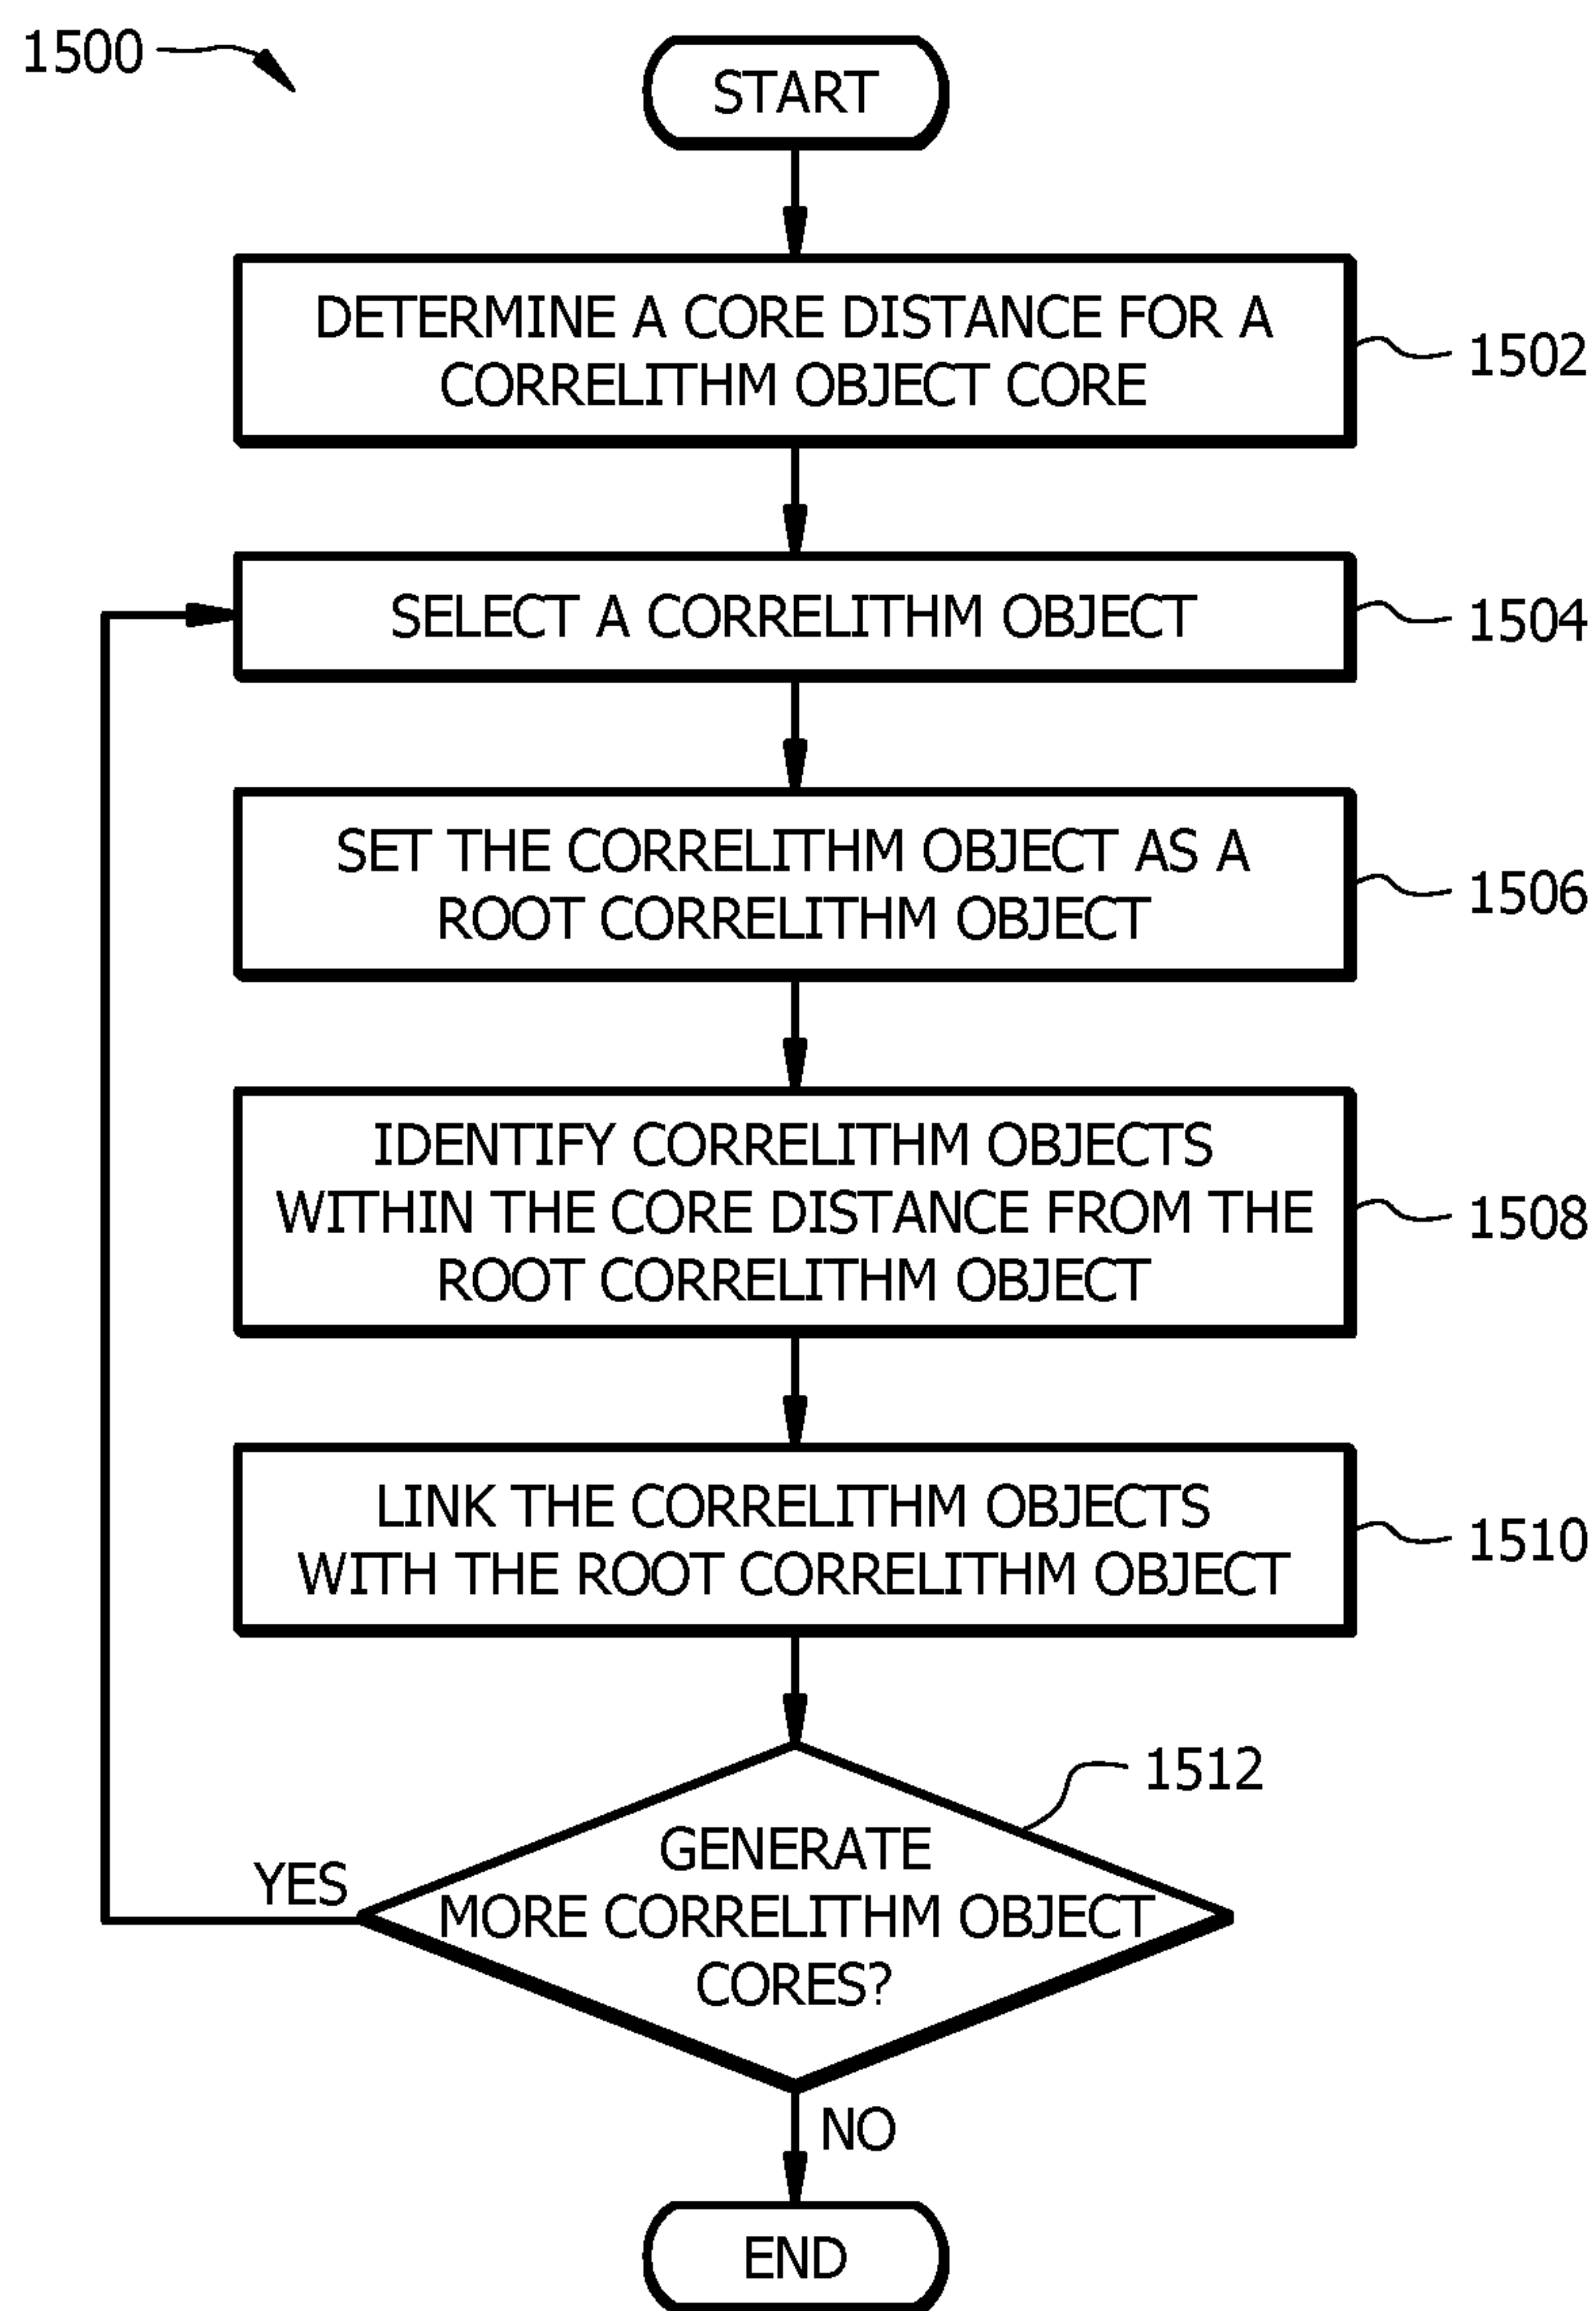 1500
START
DETERMINE A CORE DISTANCE FOR A
CORRELITHM OBJECT CORE
1502
SELECT A CORRELITHM OBJECT
1504
SET THE CORRELITHM OBJECT AS A
ROOT CORRELITHM OBJECT
1506
IDENTIFY CORRELITHM OBJECTS
WITHIN THE CORE DISTANCE FROM THE
ROOT CORRELITHM OBJECT
1508
LINK THE CORRELITHM OBJECTS
WITH THE ROOT CORRELITHM OBJECT
1510
1512
GENERATE
MORE CORRELITHM OBJECT
CORES?
YES
NO
END